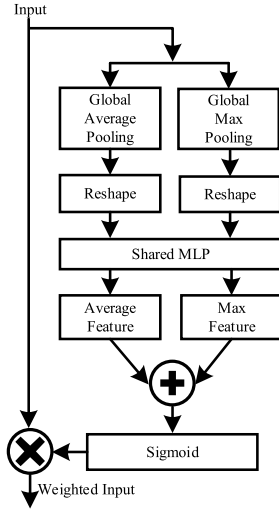 Input
Global
Average
Pooling
Global
Max
Pooling
Reshape
Reshape
Shared MLP
Average
Feature
Max
Feature
Sigmoid
Weighted Input